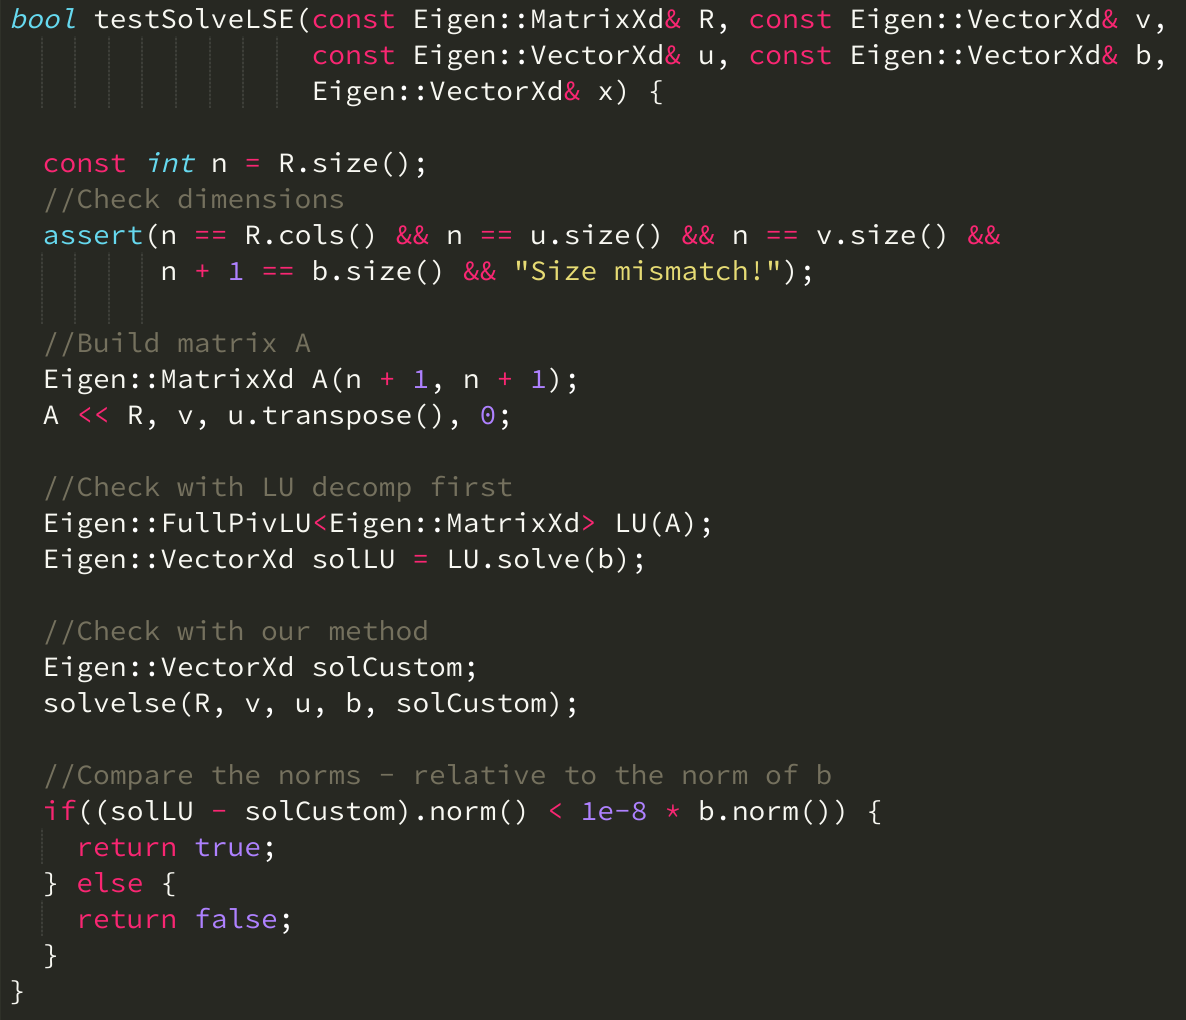 bool testSolveLSE(const Eigen::MatrixXd& R, const Eigen::VectorXd& v,
                  const Eigen::VectorXd& u, const Eigen::VectorXd& b,
                  Eigen::VectorXd& x) {

  const int n = R.size();
  //Check dimensions
  assert(n == R.cols() && n == u.size() && n == v.size() &&
         n + 1 == b.size() && "Size mismatch!");

  //Build matrix A
  Eigen::MatrixXd A(n + 1, n + 1);
  A << R, v, u.transpose(), 0;

  //Check with LU decomp first
  Eigen::FullPivLU<Eigen::MatrixXd> LU(A);
  Eigen::VectorXd solLU = LU.solve(b);

  //Check with our method
  Eigen::VectorXd solCustom;
  solvelse(R, v, u, b, solCustom);

  //Compare the norms - relative to the norm of b
  if((solLU - solCustom).norm() < 1e-8 * b.norm()) {
    return true;
  } else {
    return false;
  }
}